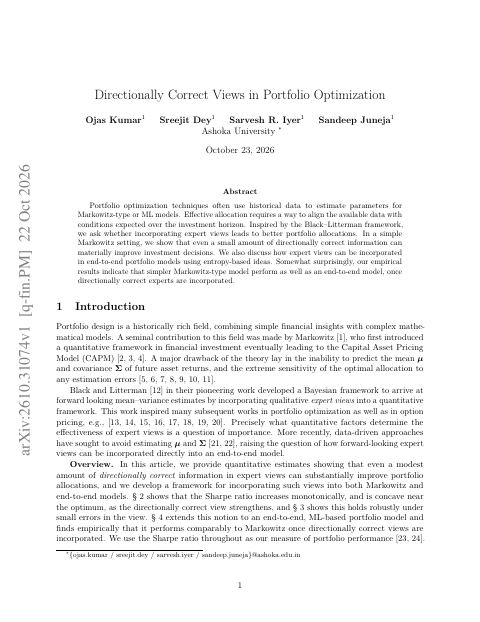 Directionally Correct Views in Portfolio Optimization
Ojas Kumar¹ Sreejit Dey¹ Sarvesh R. Iyer¹ Sandeep Juneja¹
Ashoka University *
October 23, 2026
Abstract
Portfolio optimization techniques often use historical data to estimate parameters for
Markowitz-type or ML models. Effective allocation requires a way to align the available data with
conditions expected over the investment horizon. Inspired by the Black–Litterman framework,
we ask whether incorporating expert views leads to better portfolio allocations. In a simple
Markowitz setting, we show that even a small amount of directionally correct information can
materially improve investment decisions. We also discuss how expert views can be incorporated
in end-to-end portfolio models using entropy-based ideas. Somewhat surprisingly, our empirical
results indicate that simpler Markowitz-type model perform as well as an end-to-end model, once
directionally correct experts are incorporated.
1 Introduction
Portfolio design is a historically rich field, combining simple financial insights with complex mathe-
matical models. A seminal contribution to this field was made by Markowitz [1], who first introduced
a quantitative framework in financial investment eventually leading to the Capital Asset Pricing
Model (CAPM) [2, 3, 4]. A major drawback of the theory lay in the inability to predict the mean μ
and covariance Σ of future asset returns, and the extreme sensitivity of the optimal allocation to
any estimation errors [5, 6, 7, 8, 9, 10, 11].
Black and Litterman [12] in their pioneering work developed a Bayesian framework to arrive at
forward looking mean–variance estimates by incorporating qualitative expert views into a quantitative
framework. This work inspired many subsequent works in portfolio optimization as well as in option
pricing, e.g., [13, 14, 15, 16, 17, 18, 19, 20]. Precisely what quantitative factors determine the
effectiveness of expert views is a question of importance. More recently, data-driven approaches
have sought to avoid estimating μ and Σ [21, 22], raising the question of how forward-looking expert
views can be incorporated directly into an end-to-end model.
Overview. In this article, we provide quantitative estimates showing that even a modest
amount of directionally correct information in expert views can substantially improve portfolio
allocations, and we develop a framework for incorporating such views into both Markowitz and
end-to-end models. § 2 shows that the Sharpe ratio increases monotonically, and is concave near
the optimum, as the directionally correct view strengthens, and § 3 shows this holds robustly under
small errors in the view. § 4 extends this notion to an end-to-end, ML-based portfolio model and
finds empirically that it performs comparably to Markowitz once directionally correct views are
incorporated. We use the Sharpe ratio throughout as our measure of portfolio performance [23, 24].
*{ojas.kumar / sreejit.dey / sarvesh.iyer / sandeep.juneja}@ashoka.edu.in
1
arXiv:2610.31074v1 [q-fin.PM] 22 Oct 2026